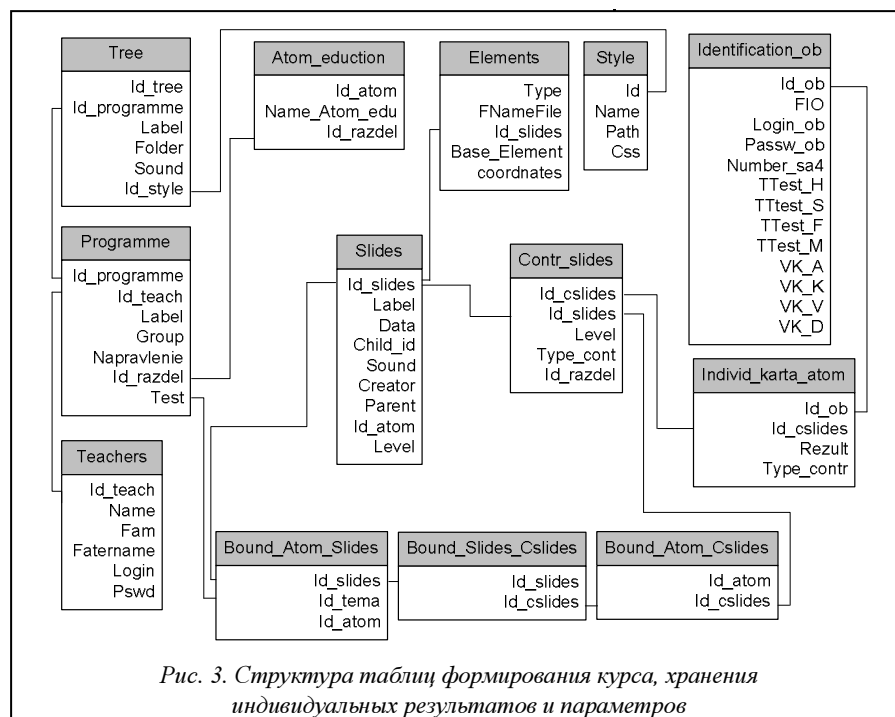 Tree
Id_tree
Id_programme
Label
Folder
Sound
Id_style
Atom_eduction
Id_atom
Name_Atom_edu
Id_razdel
Elements
Type
FNameFile
Id_slides
Base_Element
coordnates
Style
Id
Name
Path
Css
Identification_ob
Id_ob
FIO
Login_ob
Passw_ob
Number_sa4
TTest_H
TTtest_S
TTest_F
TTest_M
VK_A
VK_K
VK_V
VK_D
Programme
Id_programme
Id_teach
Label
Group
Napravlenie
Id_razdel
Test
Slides
Id_slides
Label
Data
Child_id
Sound
Creator
Parent
Id_atom
Level
Contr_slides
Id_cslides
Id_slides
Level
Type_cont
Id_razdel
Individ_karta_atom
Id_ob
Id_cslides
Rezult
Type_contr
Teachers
Id_teach
Name
Fam
Fatername
Login
Pswd
Bound_Atom_Slides
Id_slides
Id_tema
Id_atom
Bound_Slides_Cslides
Id_slides
Id_cslides
Bound_Atom_Cslides
Id_atom
Id_cslides
Рис. 3. Структура таблиц формирования курса, хранения
индивидуальных результатов и параметров